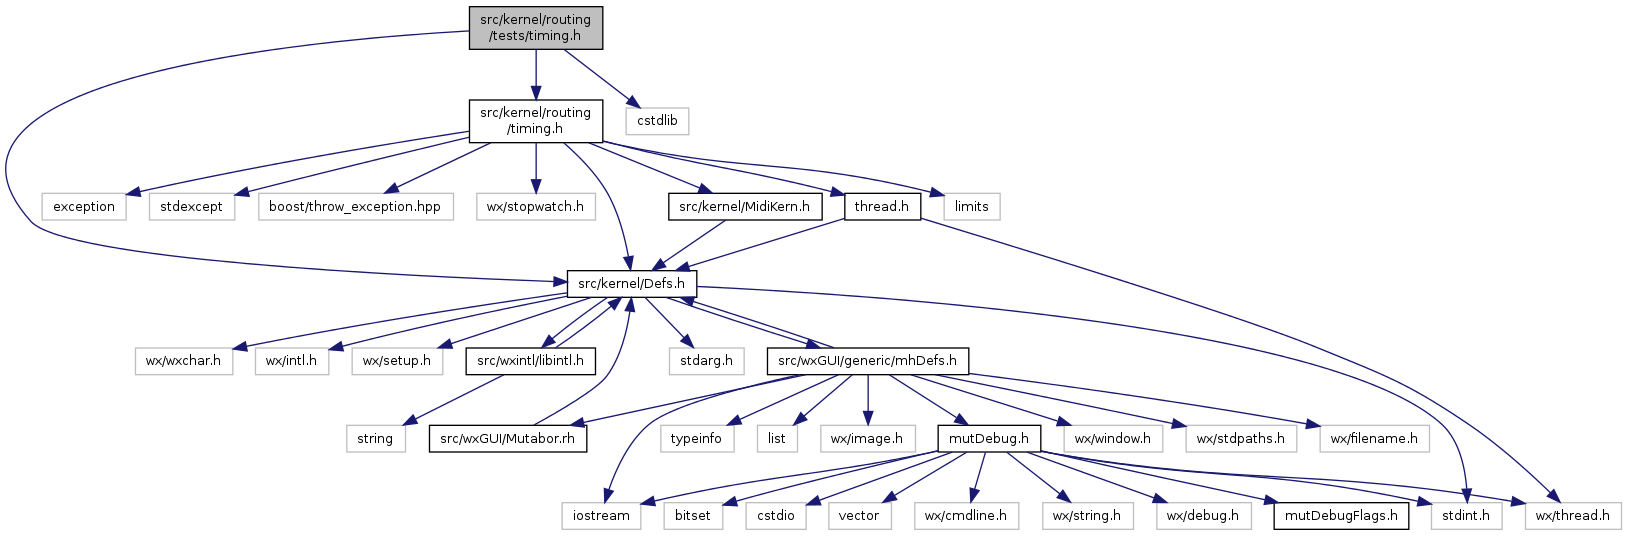 src/kernel/routing
/tests/timing.h
src/kernel/routing
/timing.h
cstdlib
exception
stdexcept
boost/throw_exception.hpp
wx/stopwatch.h
src/kernel/MidiKern.h
thread.h
limits
src/kernel/Defs.h
wx/wxchar.h
wx/intl.h
wx/setup.h
src/wxintl/libintl.h
stdarg.h
src/wxGUI/generic/mhDefs.h
string
src/wxGUI/Mutabor.rh
typeinfo
list
wx/image.h
mutDebug.h
wx/window.h
wx/stdpaths.h
wx/filename.h
iostream
bitset
cstdio
vector
wx/cmdline.h
wx/string.h
wx/debug.h
mutDebugFlags.h
stdint.h
wx/thread.h